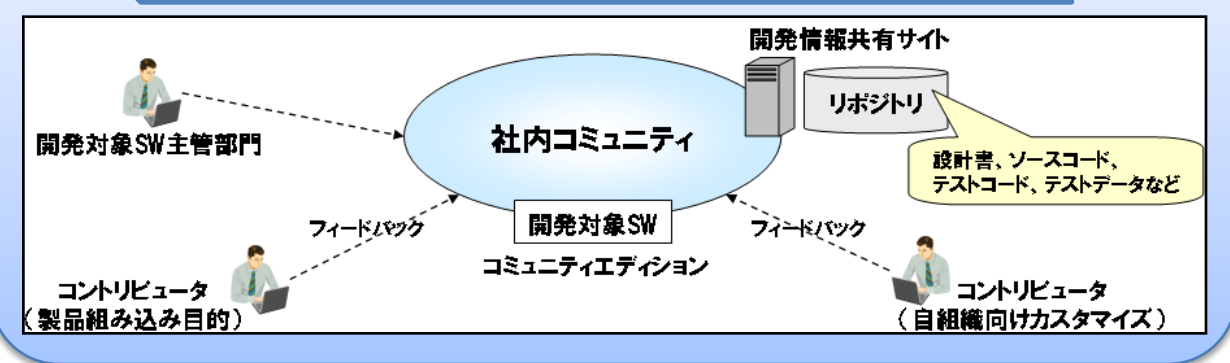 開発情報共有サイト
リポジトリ
開発対象SW主管部門
社内コミュニティ
設計書、ソースコード、
テストコード、テストデータなど
フィードバック
開発対象SW
フィードバック
コミュニティエディション
コントリビュータ
（製品組み込み目的）
コントリビュータ
（自組織向けカスタマイズ）